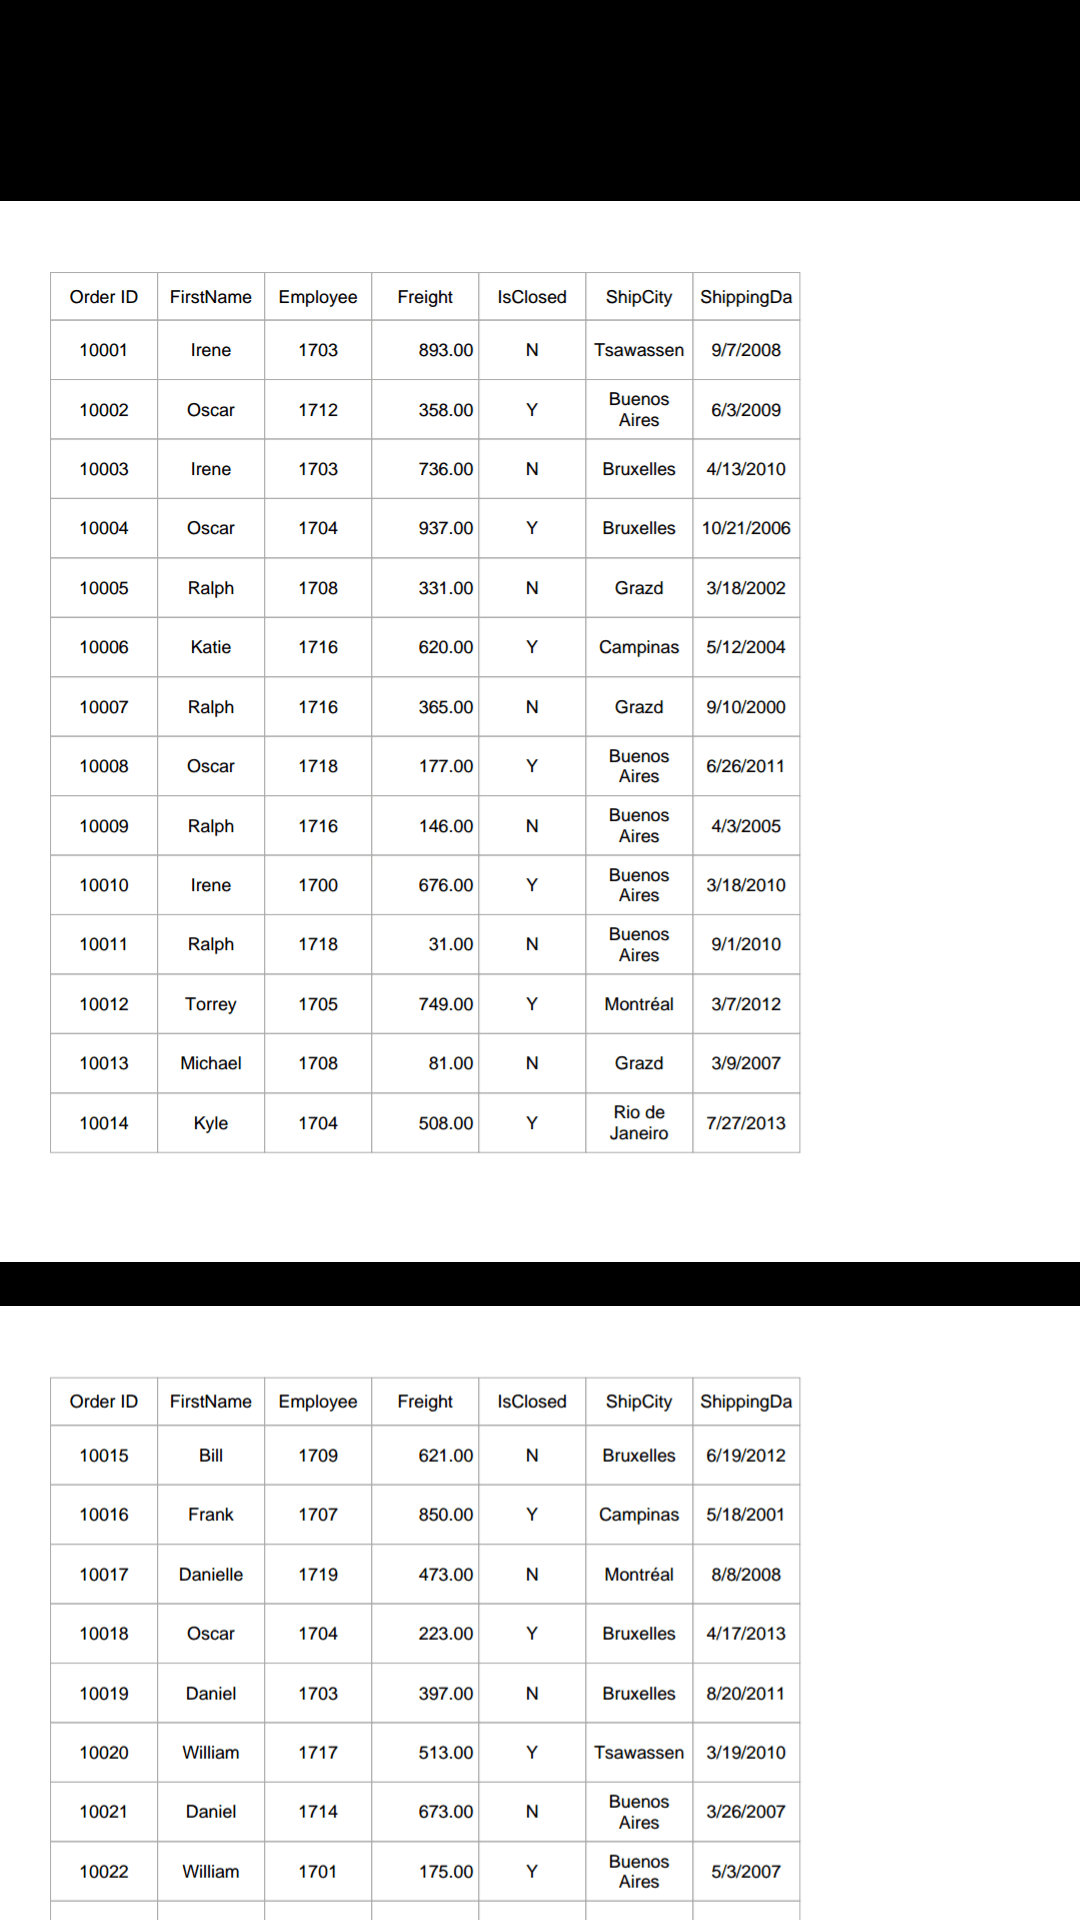 Order ID FirstName Employee Freight IsClosed ShipCity ShippingDa
10001 Irene 1703 893.00 N Tsawassen 9/7/2008
10002 Oscar 1712 358.00 Y Buenos Aires 6/3/2009
10003 Irene 1703 736.00 N Bruxelles 4/13/2010
10004 Oscar 1704 937.00 Y Bruxelles 10/21/2006
10005 Ralph 1708 331.00 N Grazd 3/18/2002
10006 Katie 1716 620.00 Y Campinas 5/12/2004
10007 Ralph 1716 365.00 N Grazd 9/10/2000
10008 Oscar 1718 177.00 Y Buenos Aires 6/26/2011
10009 Ralph 1716 146.00 N Buenos Aires 4/3/2005
10010 Irene 1700 676.00 Y Buenos Aires 3/18/2010
10011 Ralph 1718 31.00 N Buenos Aires 9/1/2010
10012 Torrey 1705 749.00 Y Montréal 3/7/2012
10013 Michael 1708 81.00 N Grazd 3/9/2007
10014 Kyle 1704 508.00 Y Rio de Janeiro 7/27/2013
Order ID FirstName Employee Freight IsClosed ShipCity ShippingDa
10015 Bill 1709 621.00 N Bruxelles 6/19/2012
10016 Frank 1707 850.00 Y Campinas 5/18/2001
10017 Danielle 1719 473.00 N Montréal 8/8/2008
10018 Oscar 1704 223.00 Y Bruxelles 4/17/2013
10019 Daniel 1703 397.00 N Bruxelles 8/20/2011
10020 William 1717 513.00 Y Tsawassen 3/19/2010
10021 Daniel 1714 673.00 N Buenos Aires 3/26/2007
10022 William 1701 175.00 Y Buenos Aires 5/3/2007